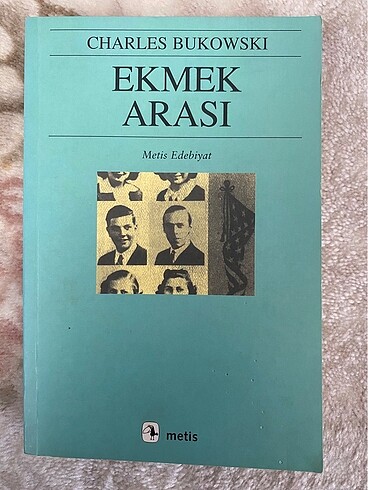 CHARLES BUKOWSKI
EKMEK
ARASI
Metis Edebiyat
metis